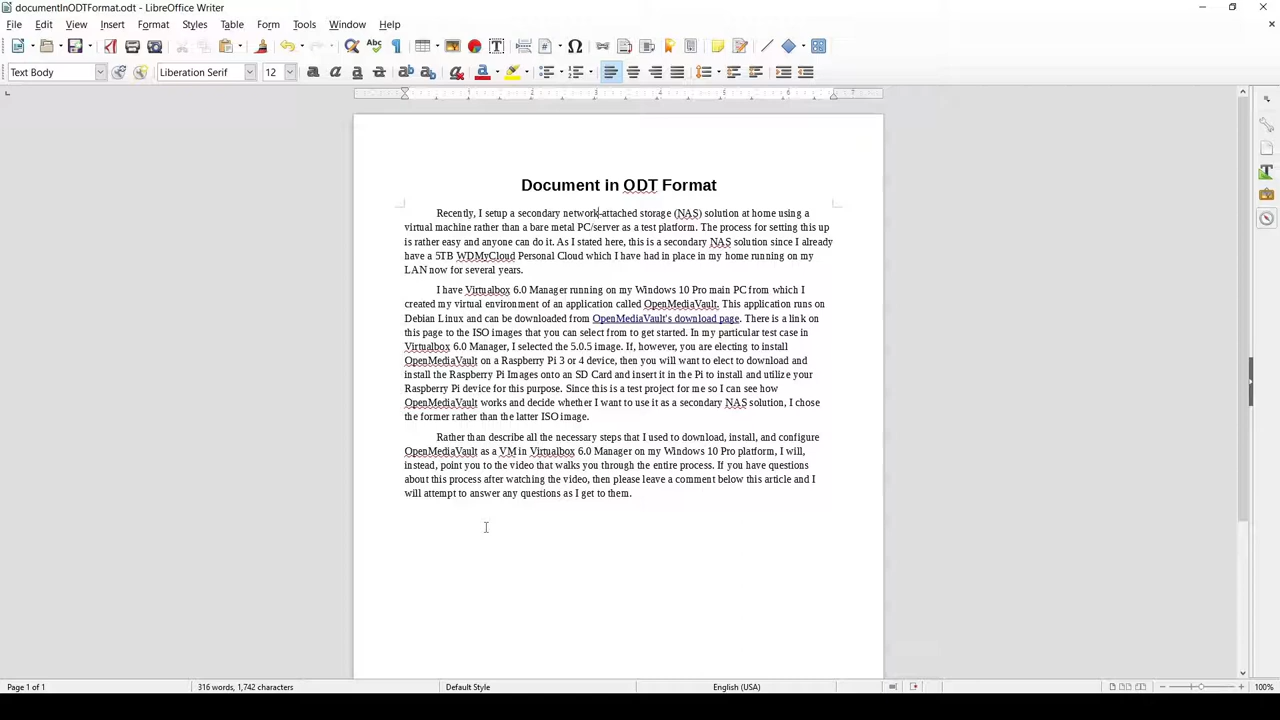 documentInODTFormat.odt - LibreOffice Writer
File Edit View Insert Format Styles Table Form Tools Window Help
Text Body Liberation Serif 12
Document in ODT Format
Recently, I setup a secondary network-attached storage (NAS) solution at home using a
virtual machine rather than a bare metal PC/server as a test platform. The process for setting this up
is rather easy and anyone can do it. As I stated here, this is a secondary NAS solution since I already
have a 5TB WDMyCloud Personal Cloud which I have had in place in my home running on my
LAN now for several years.
I have Virtualbox 6.0 Manager running on my Windows 10 Pro main PC from which I
created my virtual environment of an application called OpenMediaVault. This application runs on
Debian Linux and can be downloaded from OpenMediaVault's download page. There is a link on
this page to the ISO images that you can select from to get started. In my particular test case in
Virtualbox 6.0 Manager, I selected the 5.0.5 image. If, however, you are electing to install
OpenMediaVault on a Raspberry Pi 3 or 4 device, then you will want to elect to download and
install the Raspberry Pi Images onto an SD Card and insert it in the Pi to install and utilize your
Raspberry Pi device for this purpose. Since this is a test project for me so I can see how
OpenMediaVault works and decide whether I want to use it as a secondary NAS solution, I chose
the former rather than the latter ISO image.
Rather than describe all the necessary steps that I used to download, install, and configure
OpenMediaVault as a VM in Virtualbox 6.0 Manager on my Windows 10 Pro platform, I will,
instead, point you to the video that walks you through the entire process. If you have questions
about this process after watching the video, then please leave a comment below this article and I
will attempt to answer any questions as I get to them.
Page 1 of 1 316 words, 1,742 characters Default Style English (USA) 100%